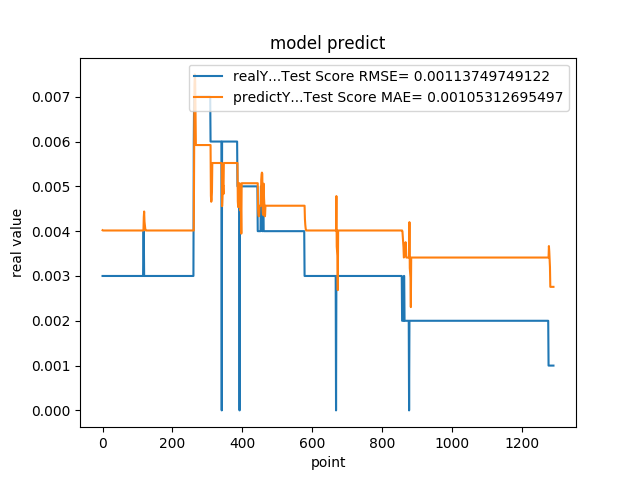 model predict
realY...Test Score RMSE= 0.00113749749122
predictY...Test Score MAE= 0.00105312695497
0.007
0.006
0.005
0.004
0.003
0.002
0.001
0.000
real value
0 200 400 600 800 1000 1200
point